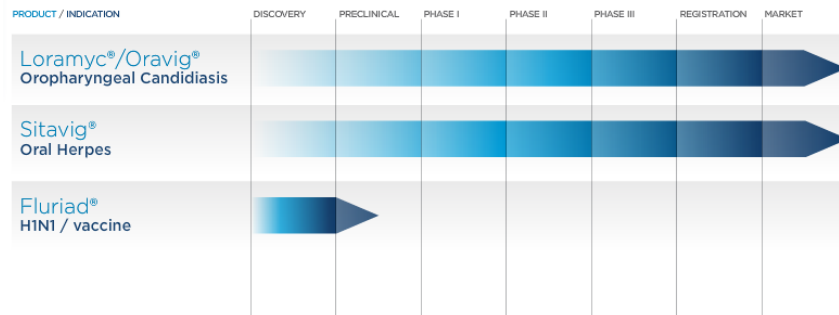 PRODUCT / INDICATION DISCOVERY PRECLINICAL PHASE I PHASE II PHASE III REGISTRATION MARKET
Loramyc®/Oravig®
Oropharyngeal Candidiasis
Sitavig®
Oral Herpes
Fluriad®
H1N1 / vaccine